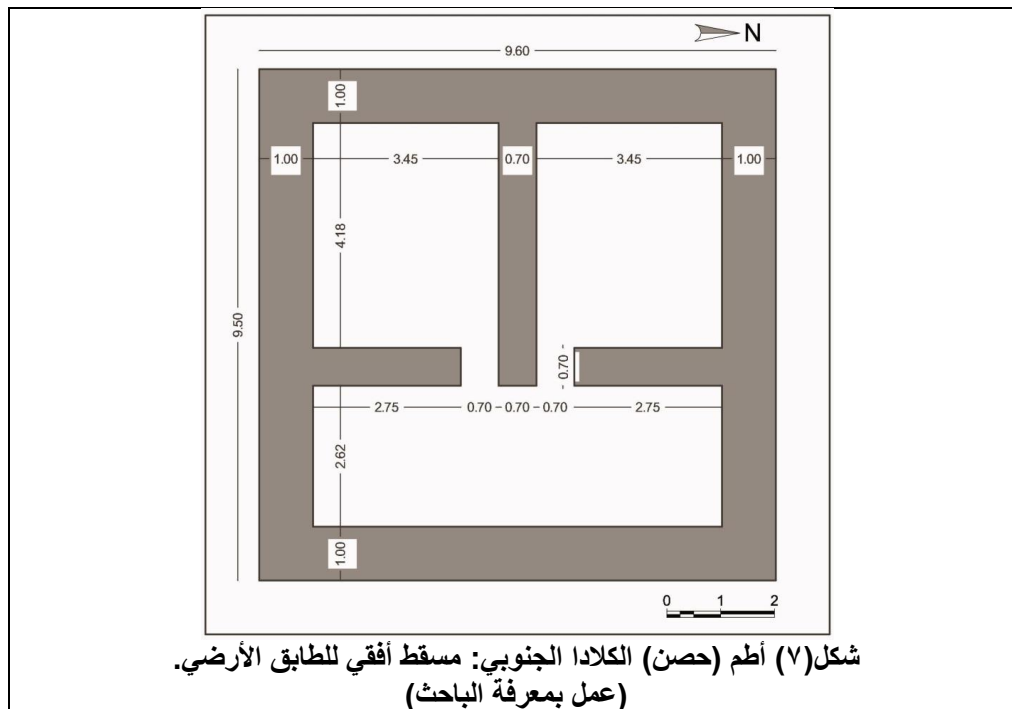 N
9.60
1.00
1.00 3.45 0.70 3.45 1.00
4.18
9.50
0.70
2.75 0.70 0.70 0.70 2.75
2.62
1.00
0 1 2
شكل(٧) أطم (حصن) الكلادا الجنوبي: مسقط أفقي للطابق الأرضي.
(عمل بمعرفة الباحث)